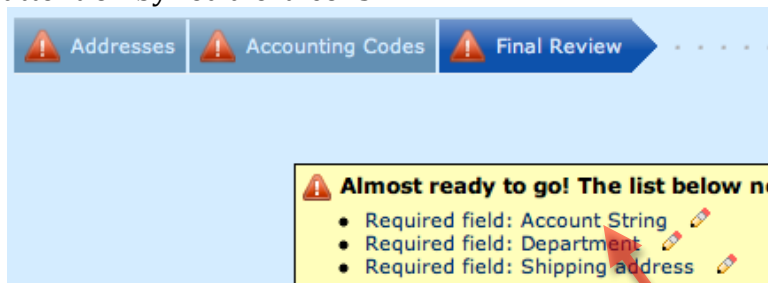 Addresses Accounting Codes Final Review
Almost ready to go! The list below
Required field: Account String
Required field: Department
Required field: Shipping address